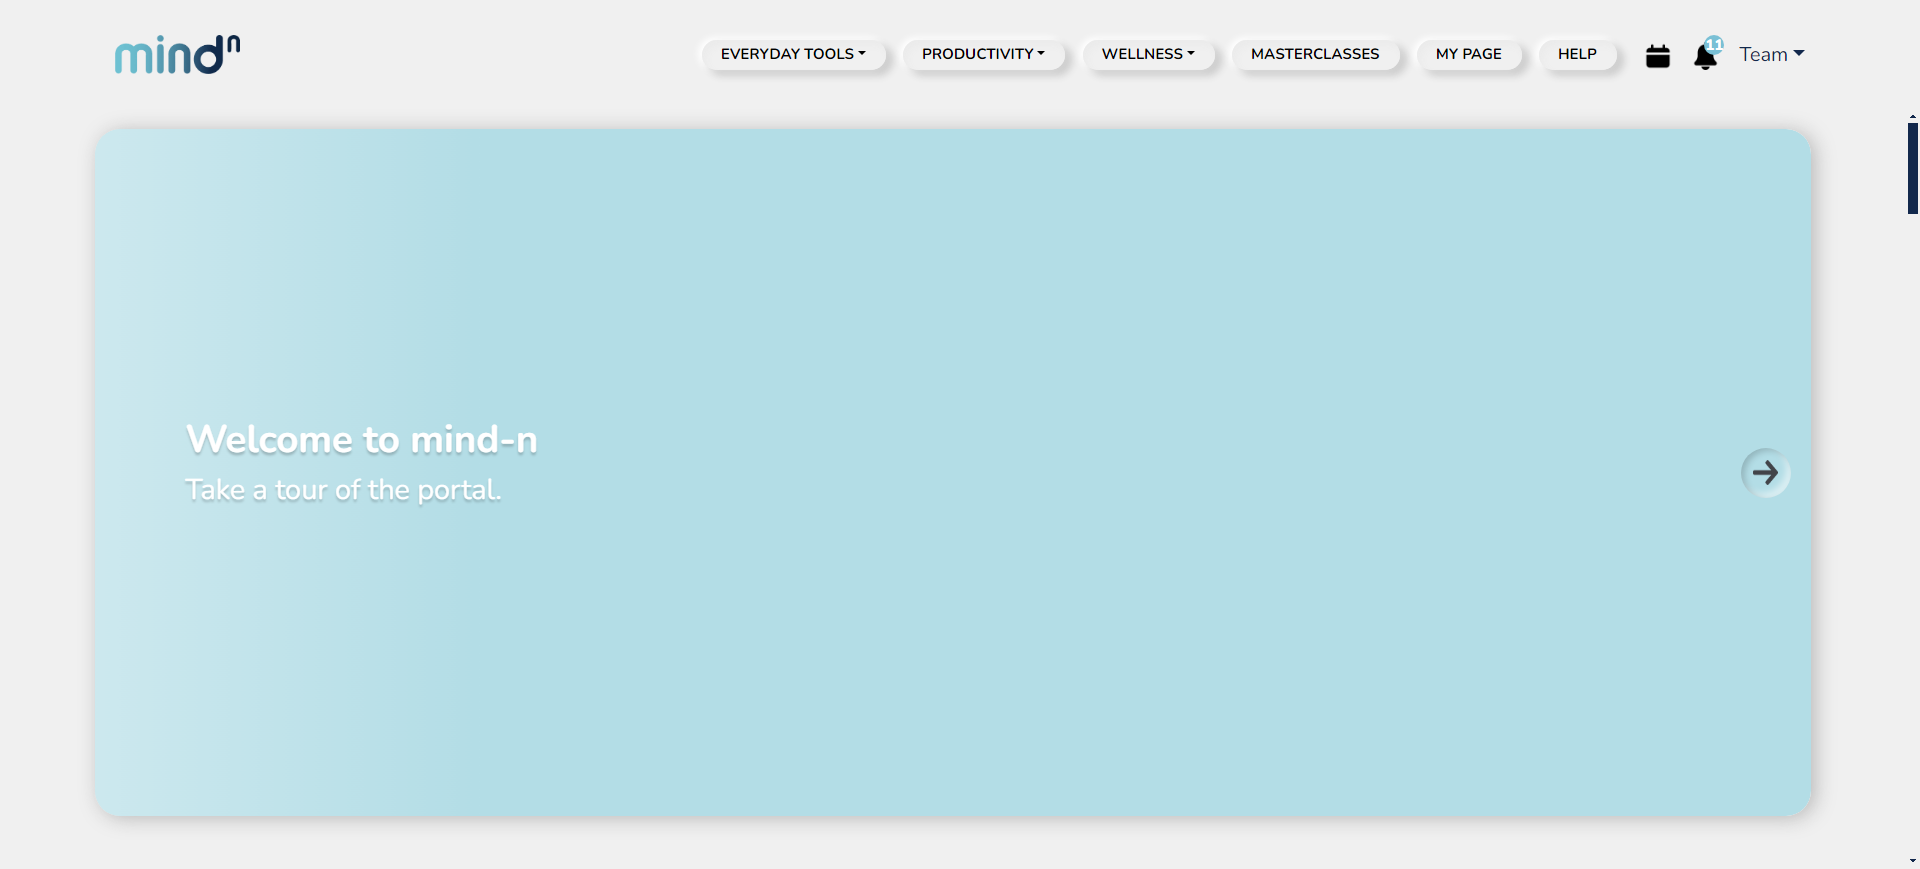 mind n
EVERYDAY TOOLS
PRODUCTIVITY
WELLNESS
MASTERCLASSES
MY PAGE
HELP
11
Team
Welcome to mind-n
Take a tour of the portal.